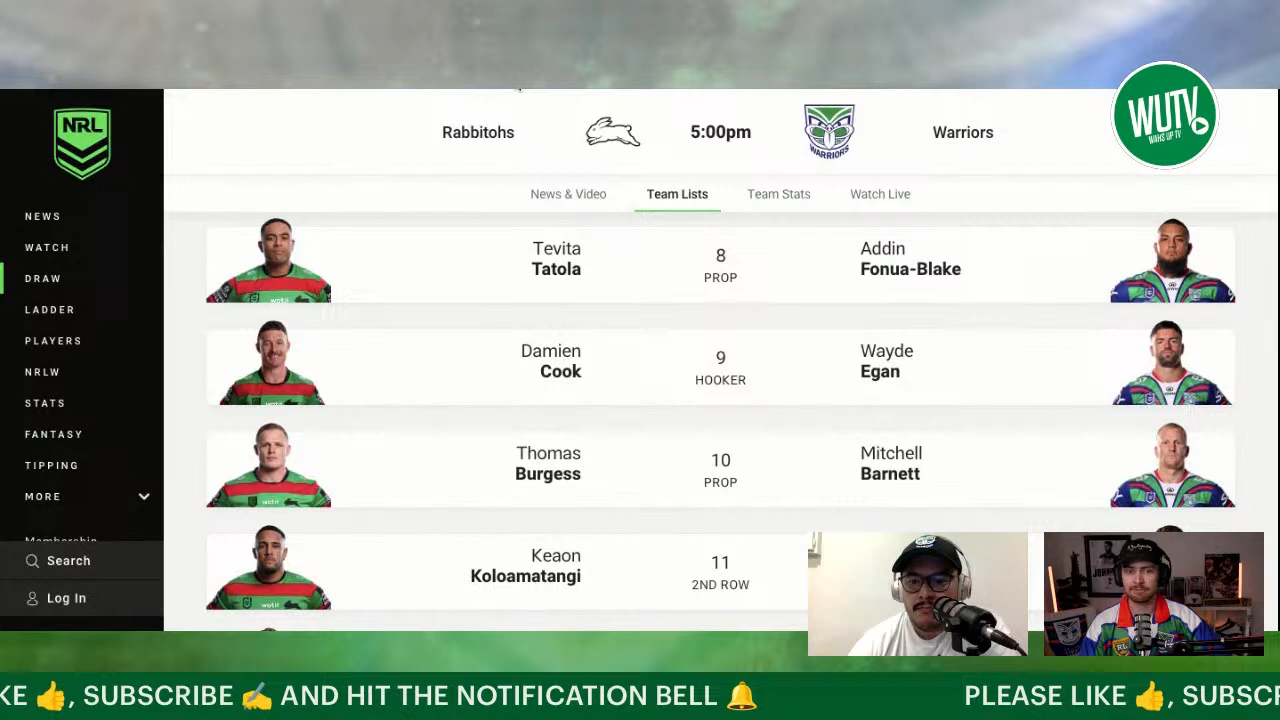 NRL
NEWS
WATCH
DRAW
LADDER
PLAYERS
NRLW
STATS
FANTASY
TIPPING
MORE
Membership
Search
Log In
Rabbitohs
5:00pm
WARRIORS
Warriors
WUTV
WAHS UP TV
News & Video
Team Lists
Team Stats
Watch Live
Tevita
Tatola
8
PROP
Addin
Fonua-Blake
Damien
Cook
9
HOOKER
Wayde
Egan
Thomas
Burgess
10
PROP
Mitchell
Barnett
Keaon
Koloamatangi
11
2ND ROW
KE 👍, SUBSCRIBE ✍️ AND HIT THE NOTIFICATION BELL 🔔
PLEASE LIKE 👍, SUBSCR